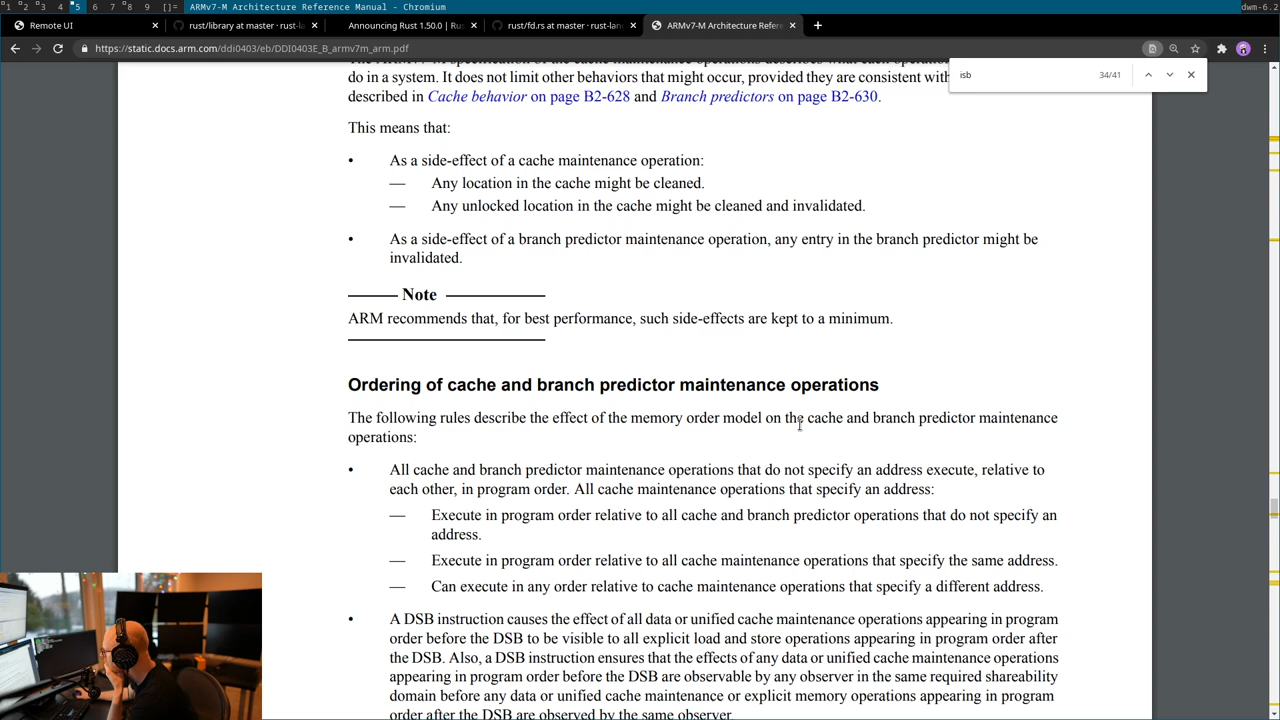 1 2 3 4 5 6 7 8 9 []= ARMv7-M Architecture Reference Manual - Chromium dwm-6.2
Remote UI × rust/library at master · rust-la × Announcing Rust 1.50.0 | Rus × rust/fd.rs at master · rust-lan × ARMv7-M Architecture Refere ×
https://static.docs.arm.com/ddi0403/eb/DDI0403E_B_armv7m_arm.pdf
isb 34/41
do in a system. It does not limit other behaviors that might occur, provided they are consistent with
described in Cache behavior on page B2-628 and Branch predictors on page B2-630.
This means that:
• As a side-effect of a cache maintenance operation:
— Any location in the cache might be cleaned.
— Any unlocked location in the cache might be cleaned and invalidated.
• As a side-effect of a branch predictor maintenance operation, any entry in the branch predictor might be
invalidated.
Note
ARM recommends that, for best performance, such side-effects are kept to a minimum.
Ordering of cache and branch predictor maintenance operations
The following rules describe the effect of the memory order model on the cache and branch predictor maintenance
operations:
• All cache and branch predictor maintenance operations that do not specify an address execute, relative to
each other, in program order. All cache maintenance operations that specify an address:
— Execute in program order relative to all cache and branch predictor operations that do not specify an
address.
— Execute in program order relative to all cache maintenance operations that specify the same address.
— Can execute in any order relative to cache maintenance operations that specify a different address.
• A DSB instruction causes the effect of all data or unified cache maintenance operations appearing in program
order before the DSB to be visible to all explicit load and store operations appearing in program order after
the DSB. Also, a DSB instruction ensures that the effects of any data or unified cache maintenance operations
appearing in program order before the DSB are observable by any observer in the same required shareability
domain before any data or unified cache maintenance or explicit memory operations appearing in program
order after the DSB are observed by the same observer.